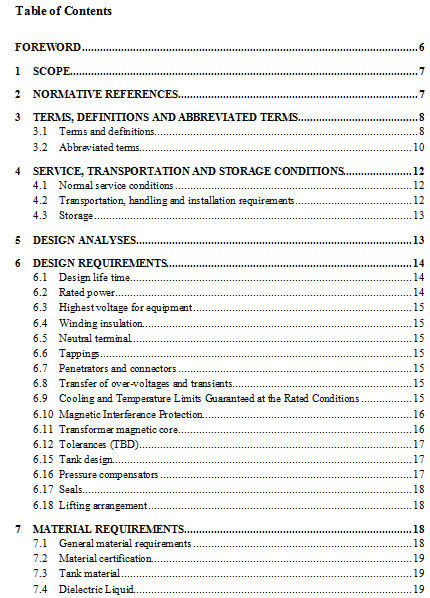 Table of Contents
FOREWORD 6
1 SCOPE 7
2 NORMATIVE REFERENCES 7
3 TERMS, DEFINITIONS AND ABBREVIATED TERMS 8
3.1 Terms and definitions 8
3.2 Abbreviated terms 10
4 SERVICE, TRANSPORTATION AND STORAGE CONDITIONS 12
4.1 Normal service conditions 12
4.2 Transportation, handling and installation requirements 12
4.3 Storage 13
5 DESIGN ANALYSES 13
6 DESIGN REQUIREMENTS 14
6.1 Design life time 14
6.2 Rated power 14
6.3 Highest voltage for equipment 15
6.4 Winding insulation 15
6.5 Neutral terminal 15
6.6 Tappings 15
6.7 Penetrators and connectors 15
6.8 Transfer of over-voltages and transients 15
6.9 Cooling and Temperature Limits Guaranteed at the Rated Conditions 15
6.10 Magnetic Interference Protection 16
6.11 Transformer magnetic core 16
6.12 Tolerances (TBD) 17
6.15 Tank design 17
6.16 Pressure compensators 17
6.17 Seals 18
6.18 Lifting arrangement 18
7 MATERIAL REQUIREMENTS 18
7.1 General material requirements 18
7.2 Material certification 19
7.3 Tank material 19
7.4 Dielectric Liquid 19